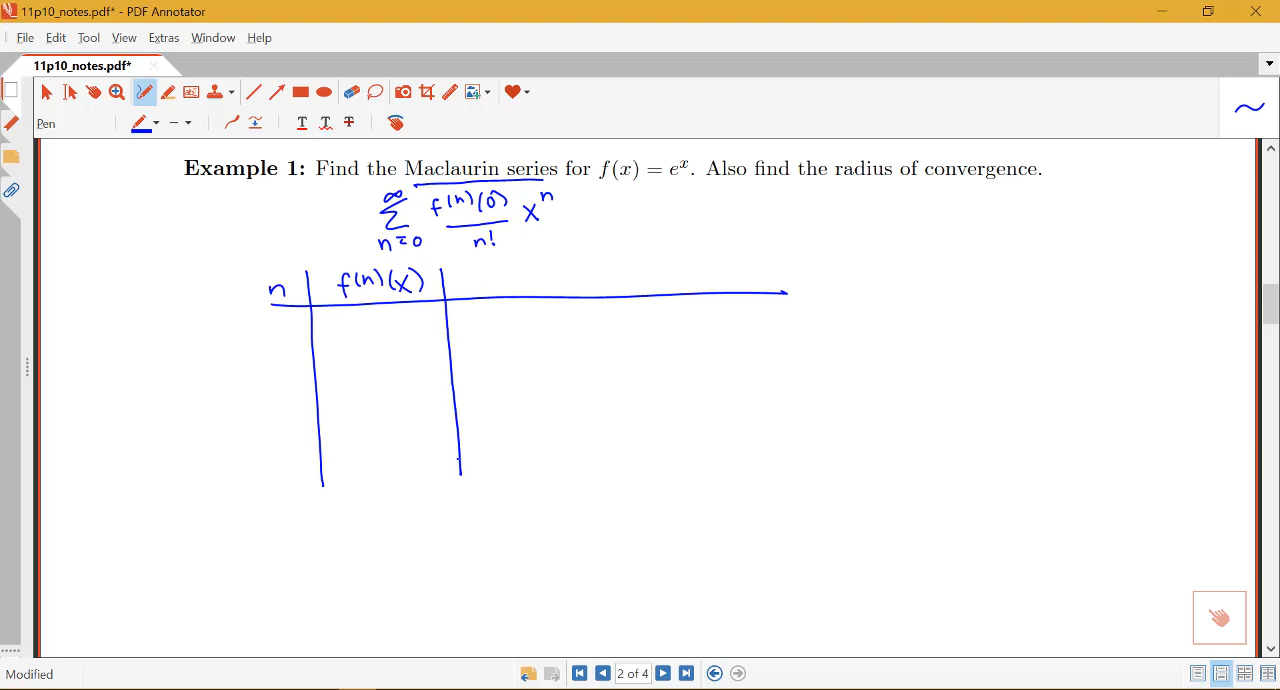 11p10_notes.pdf* - PDF Annotator
File Edit Tool View Extras Window Help
11p10_notes.pdf*
Pen
Example 1: Find the Maclaurin series for f(x) = e^x. Also find the radius of convergence.
∞
∑ f^(n)(0)/n! x^n
n=0
n f^(n)(x)
Modified
2 of 4